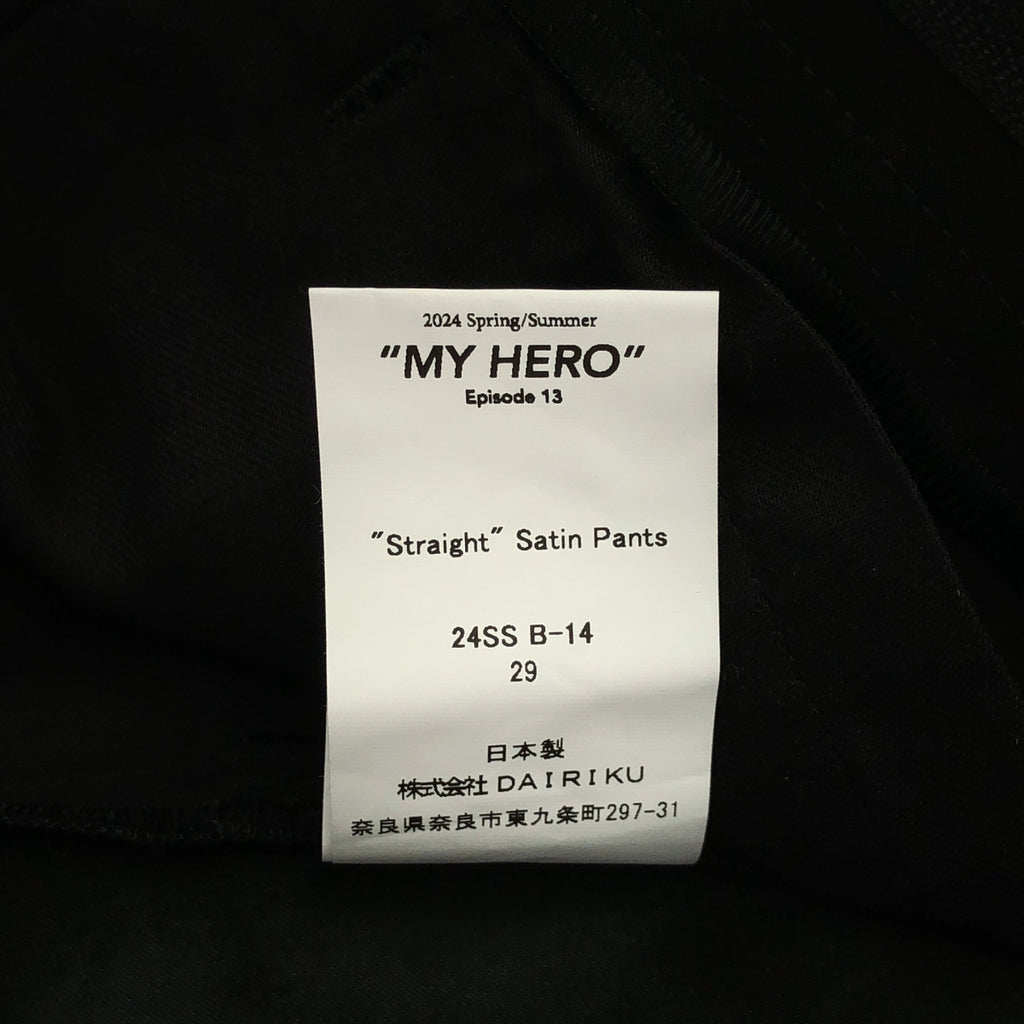 2024 Spring/Summer
"MY HERO"
Episode 13
"Straight" Satin Pants
24SS B-14
29
日本製
株式会社 DAIRIKU
奈良県奈良市東九条町297-31